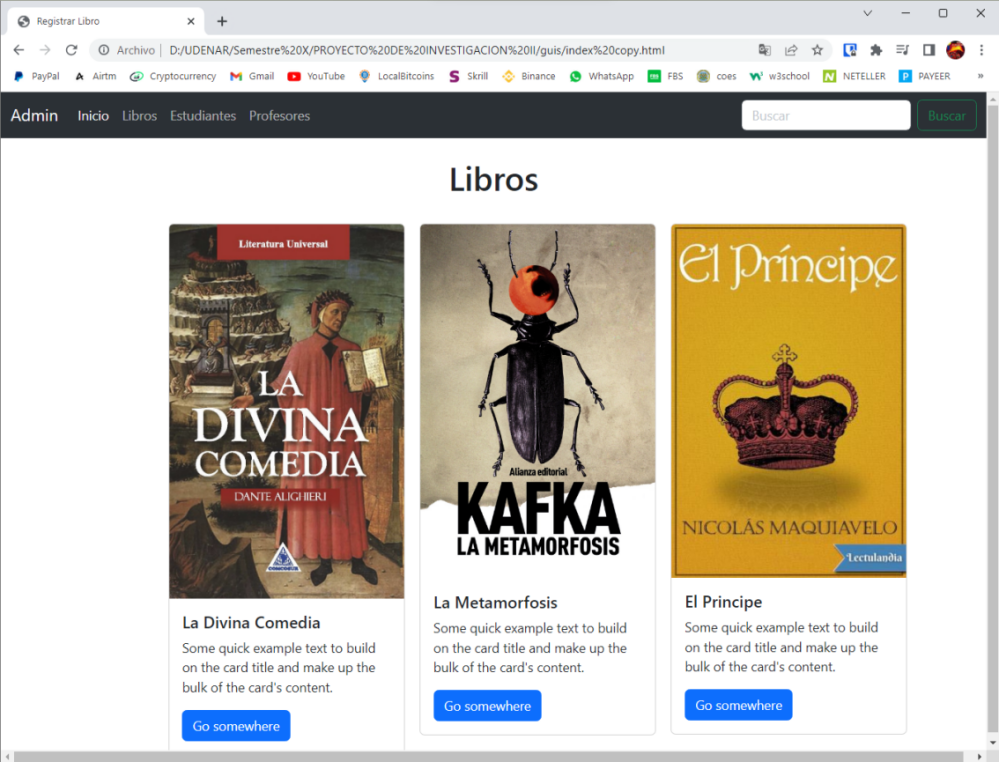 Registrar Libro
Archivo | D:/UDENAR/Semestre%20X/PROYECTO%20DE%20INVESTIGACION%20II/guis/index%20copy.html
PayPal Airtm Cryptocurrency Gmail YouTube LocalBitcoins Skrill Binance WhatsApp FBS coes w3school NETELLER PAYEER »
Admin Inicio Libros Estudiantes Profesores Buscar Buscar
Libros
Literatura Universal
LA
DIVINA
COMEDIA
DANTE ALIGHIERI
COMCOSUR
Alianza editorial
KAFKA
LA METAMORFOSIS
El Príncipe
NICOLÁS MAQUIAVELO
Lectulandia
La Divina Comedia
Some quick example text to build
on the card title and make up the
bulk of the card's content.
Go somewhere
La Metamorfosis
Some quick example text to build
on the card title and make up the
bulk of the card's content.
Go somewhere
El Principe
Some quick example text to build
on the card title and make up the
bulk of the card's content.
Go somewhere